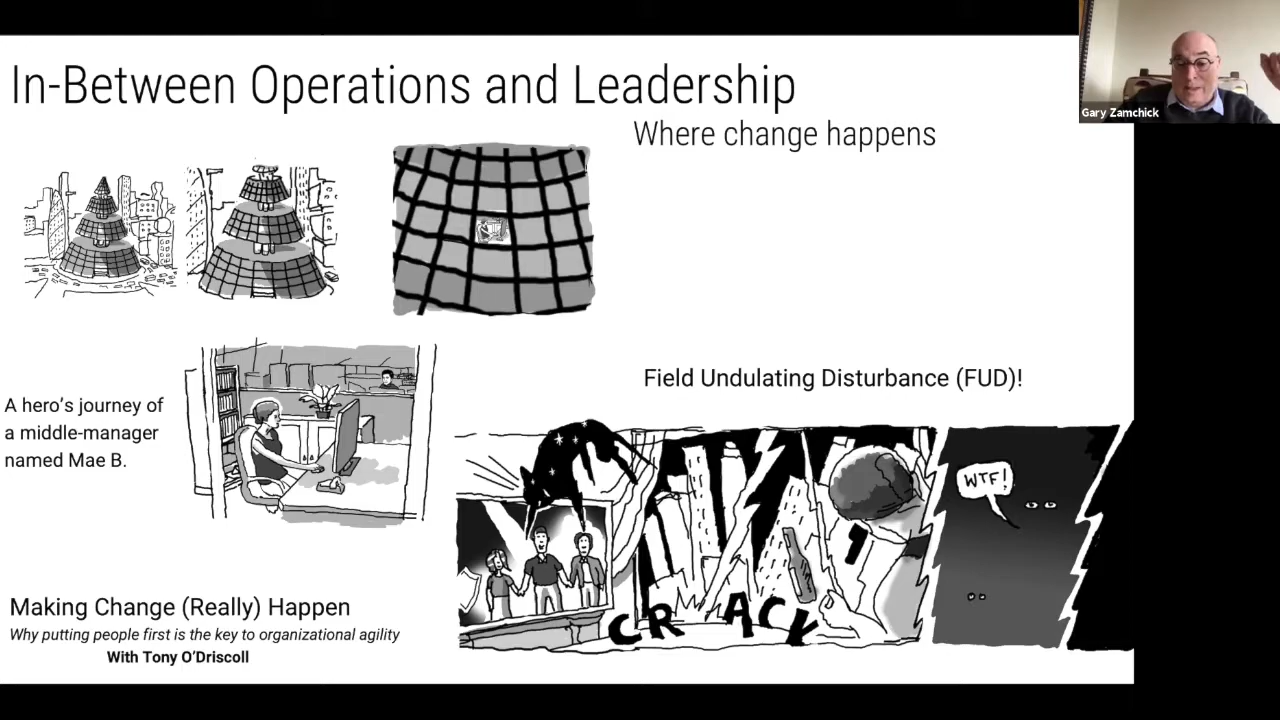 In-Between Operations and Leadership
Where change happens
Gary Zamchick
A hero's journey of
a middle-manager
named Mae B.
Field Undulating Disturbance (FUD)!
WTF!
CRACK
Making Change (Really) Happen
Why putting people first is the key to organizational agility
With Tony O'Driscoll